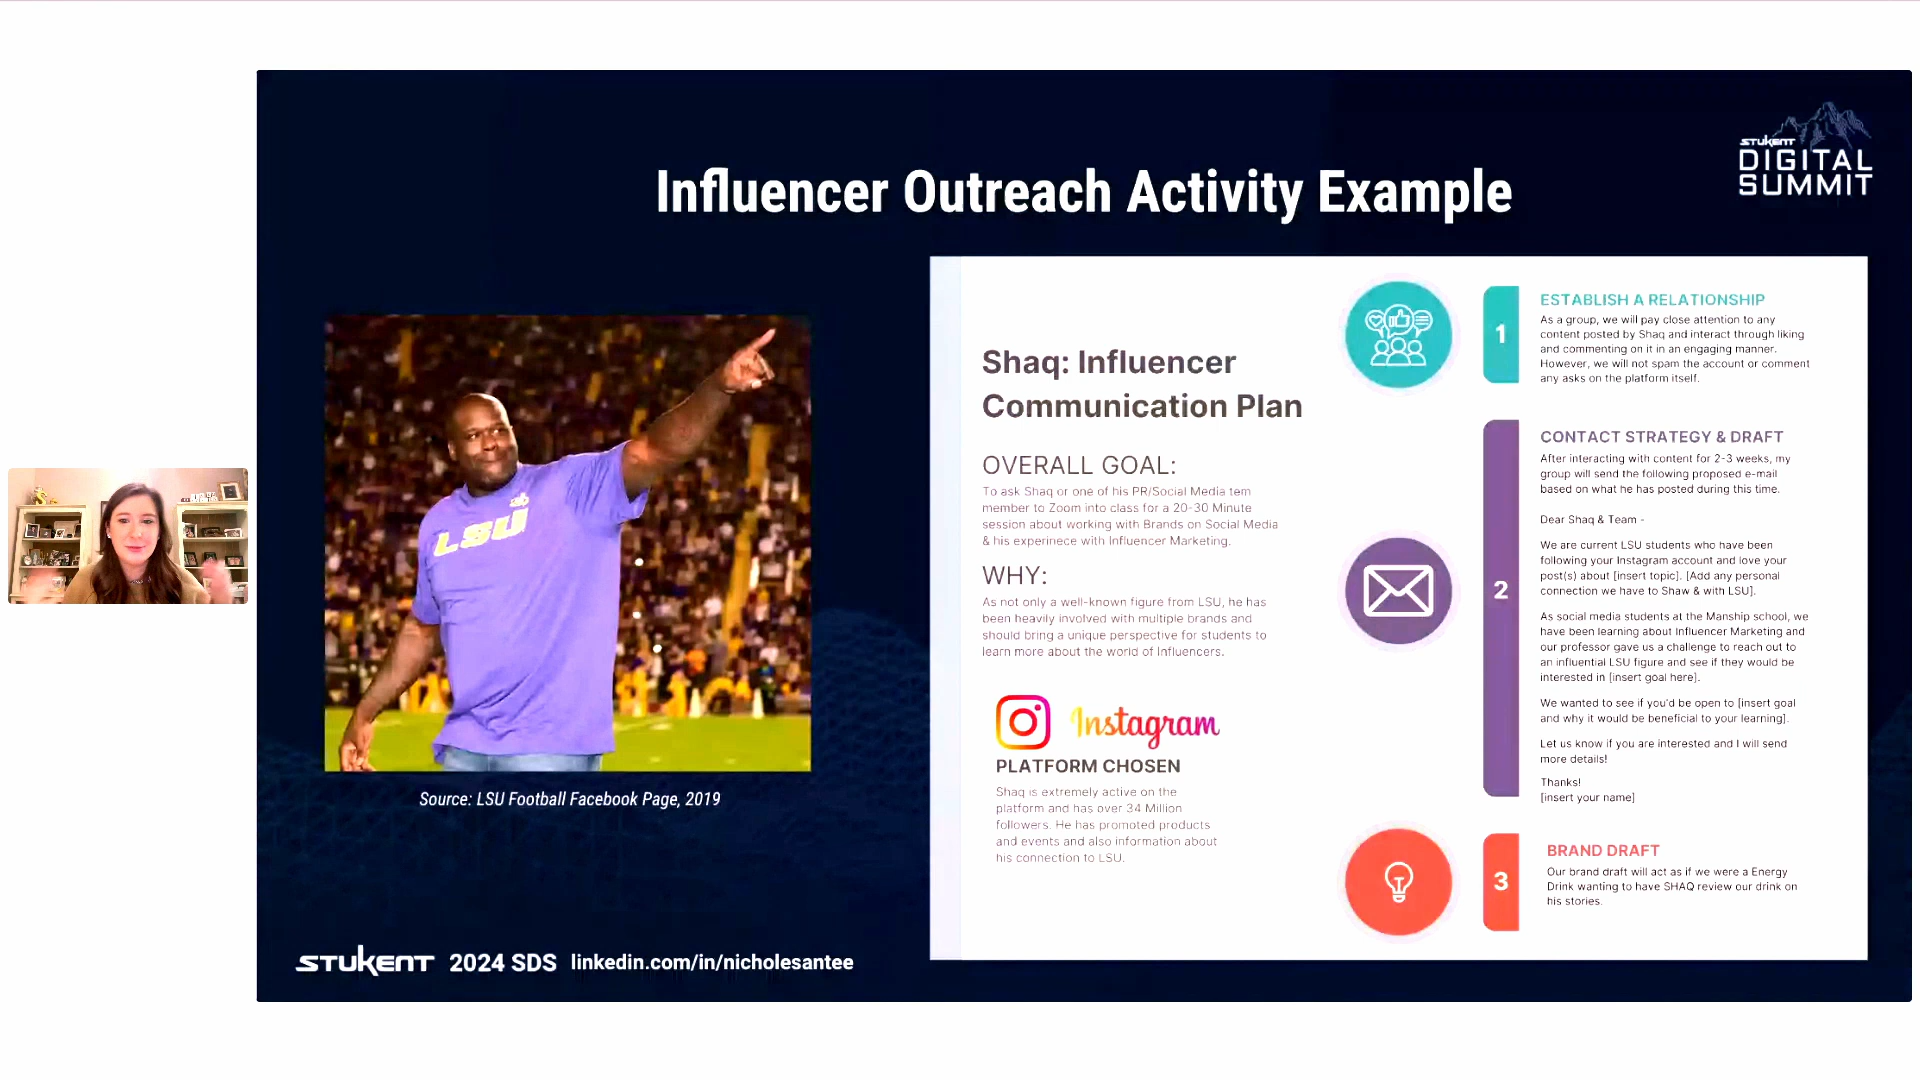 STUKENT
DIGITAL
SUMMIT
Influencer Outreach Activity Example
LSU
Source: LSU Football Facebook Page, 2019
Shaq: Influencer
Communication Plan
OVERALL GOAL:
To ask Shaq or one of his PR/Social Media tem
member to Zoom into class for a 20-30 Minute
session about working with Brands on Social Media
& his experinece with Influencer Marketing.
WHY:
As not only a well-known figure from LSU, he has
been heavily involved with multiple brands and
should bring a unique perspective for students to
learn more about the world of Influencers.
Instagram
PLATFORM CHOSEN
Shaq is extremely active on the
platform and has over 34 Million
followers. He has promoted products
and events and also information about
his connection to LSU.
1
ESTABLISH A RELATIONSHIP
As a group, we will pay close attention to any
content posted by Shaq and interact through liking
and commenting on it in an engaging manner.
However, we will not spam the account or comment
any asks on the platform itself.
2
CONTACT STRATEGY & DRAFT
After interacting with content for 2-3 weeks, my
group will send the following proposed e-mail
based on what he has posted during this time.
Dear Shaq & Team -
We are current LSU students who have been
following your Instagram account and love your
post(s) about [insert topic]. [Add any personal
connection we have to Shaw & with LSU].
As social media students at the Manship school, we
have been learning about Influencer Marketing and
our professor gave us a challenge to reach out to
an influential LSU figure and see if they would be
interested in [insert goal here].
We wanted to see if you'd be open to [insert goal
and why it would be beneficial to your learning].
Let us know if you are interested and I will send
more details!
Thanks!
[insert your name]
3
BRAND DRAFT
Our brand draft will act as if we were a Energy
Drink wanting to have SHAQ review our drink on
his stories.
STUKENT 2024 SDS linkedin.com/in/nicholesantee